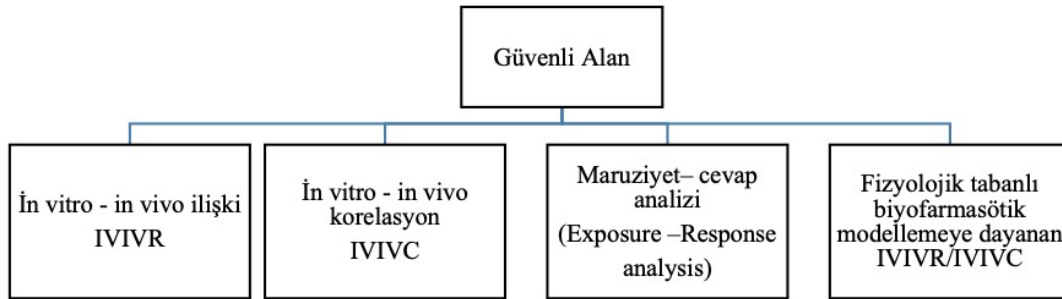 Güvenli Alan
İn vitro - in vivo ilişki
IVIVR
İn vitro - in vivo
korelasyon
IVIVC
Maruziyet– cevap
analizi
(Exposure –Response
analysis)
Fizyolojik tabanlı
biyofarmasötik
modellemeye dayanan
IVIVR/IVIVC